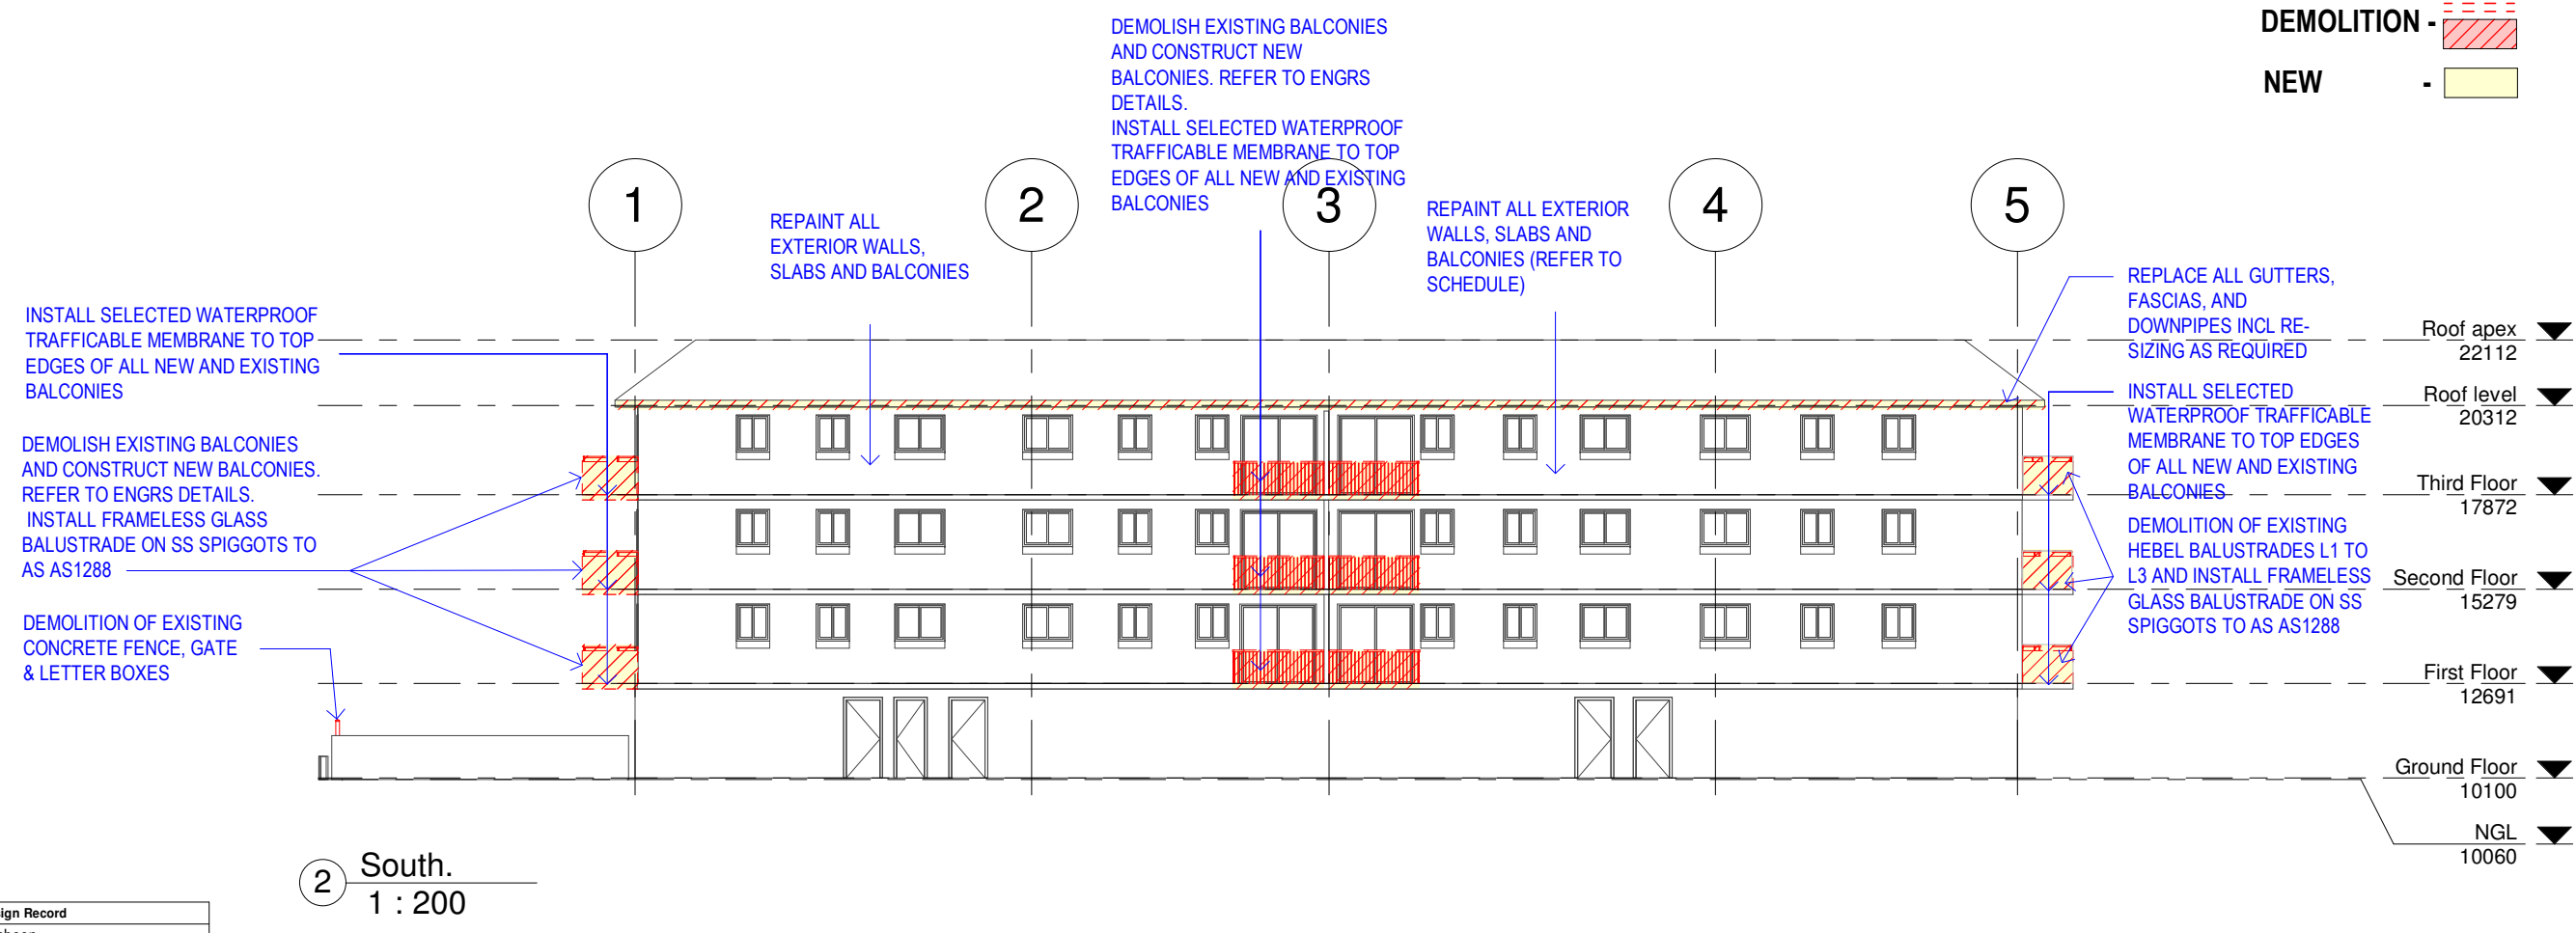 DEMOLITION -
NEW -
DEMOLISH EXISTING BALCONIES
AND CONSTRUCT NEW
BALCONIES. REFER TO ENGRS
DETAILS.
INSTALL SELECTED WATERPROOF
TRAFFICABLE MEMBRANE TO TOP
EDGES OF ALL NEW AND EXISTING
BALCONIES
1
2
3
4
5
REPAINT ALL
EXTERIOR WALLS,
SLABS AND BALCONIES
REPAINT ALL EXTERIOR
WALLS, SLABS AND
BALCONIES (REFER TO
SCHEDULE)
INSTALL SELECTED WATERPROOF
TRAFFICABLE MEMBRANE TO TOP
EDGES OF ALL NEW AND EXISTING
BALCONIES
DEMOLISH EXISTING BALCONIES
AND CONSTRUCT NEW BALCONIES.
REFER TO ENGRS DETAILS.
INSTALL FRAMELESS GLASS
BALUSTRADE ON SS SPIGGOTS TO
AS AS1288
DEMOLITION OF EXISTING
CONCRETE FENCE, GATE
& LETTER BOXES
REPLACE ALL GUTTERS,
FASCIAS, AND
DOWNPIPES INCL RE-
SIZING AS REQUIRED
INSTALL SELECTED
WATERPROOF TRAFFICABLE
MEMBRANE TO TOP EDGES
OF ALL NEW AND EXISTING
BALCONIES
DEMOLITION OF EXISTING
HEBEL BALUSTRADES L1 TO
L3 AND INSTALL FRAMELESS
GLASS BALUSTRADE ON SS
SPIGGOTS TO AS AS1288
Roof apex
22112
Roof level
20312
Third Floor
17872
Second Floor
15279
First Floor
12691
Ground Floor
10100
NGL
10060
2
South.
1 : 200
sign Record